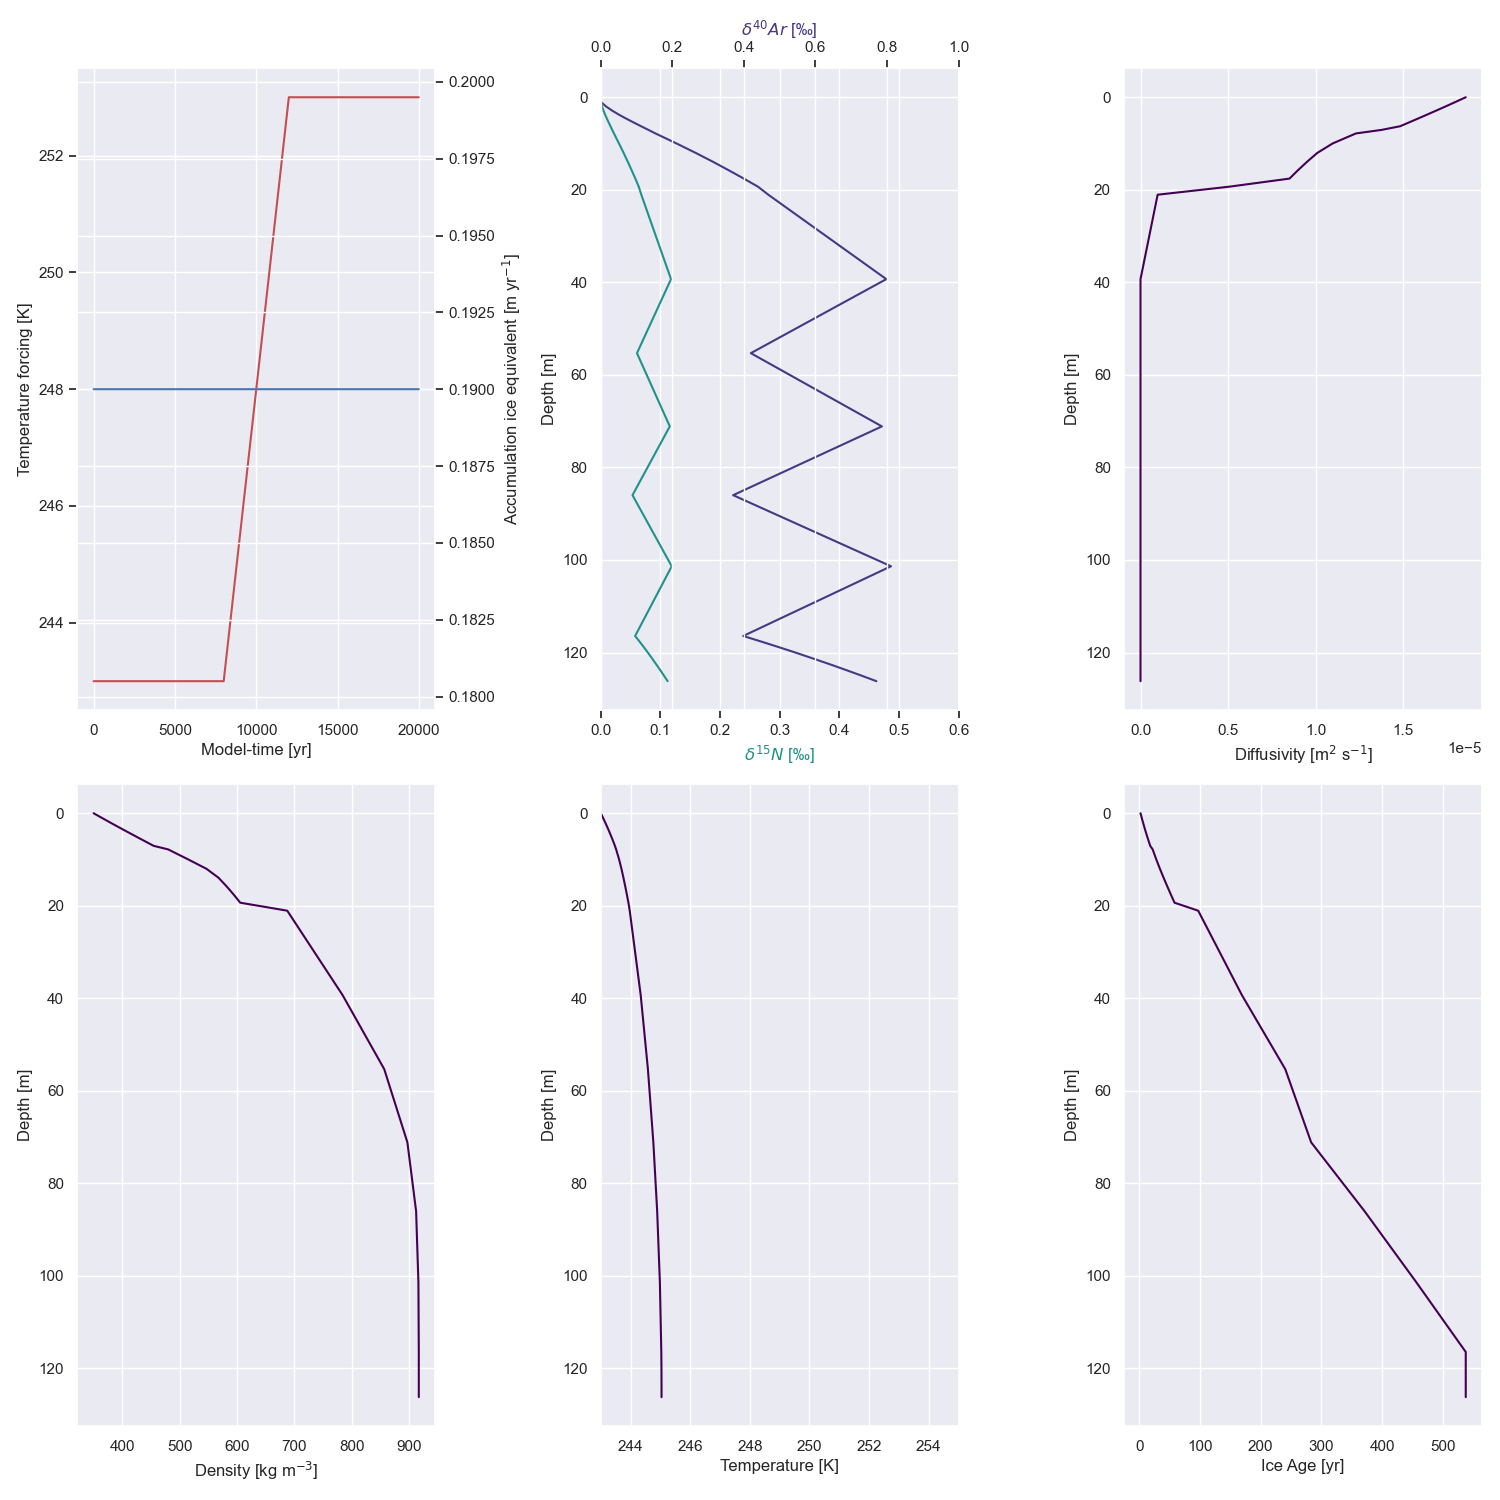 δ⁴⁰Ar [‰]
0.0 0.2 0.4 0.6 0.8 1.0
Temperature forcing [K]
252
250
248
246
244
0.2000
0.1975
0.1950
0.1925
0.1900
0.1875
0.1850
0.1825
0.1800
Accumulation ice equivalent [m yr⁻¹]
0 5000 10000 15000 20000
Model-time [yr]
Depth [m]
0
20
40
60
80
100
120
0.0 0.1 0.2 0.3 0.4 0.5 0.6
δ¹⁵N [‰]
Depth [m]
0
20
40
60
80
100
120
0.0 0.5 1.0 1.5
1e−5
Diffusivity [m² s⁻¹]
Depth [m]
0
20
40
60
80
100
120
400 500 600 700 800 900
Density [kg m⁻³]
Depth [m]
0
20
40
60
80
100
120
244 246 248 250 252 254
Temperature [K]
Depth [m]
0
20
40
60
80
100
120
0 100 200 300 400 500
Ice Age [yr]